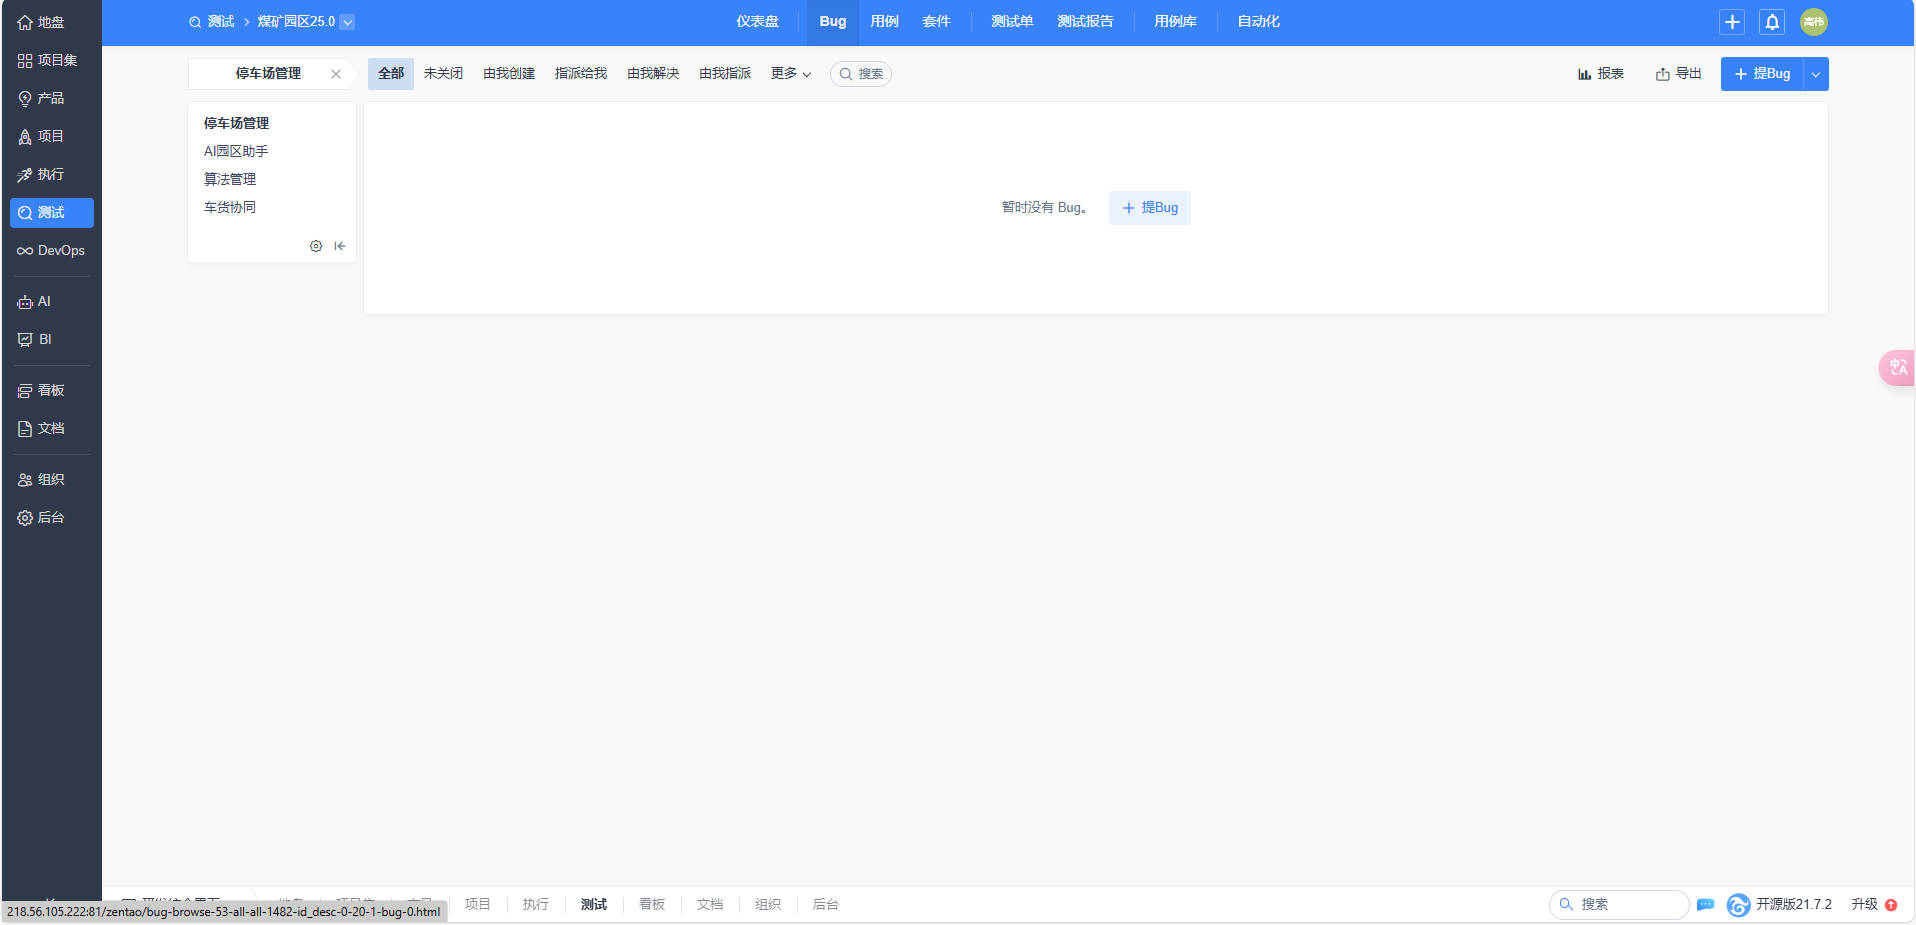 地盘
项目集
产品
项目
执行
测试
DevOps
AI
BI
看板
文档
组织
后台
测试 > 煤矿园区25.0
仪表盘 Bug 用例 套件 测试单 测试报告 用例库 自动化
高伟
停车场管理
全部 未关闭 由我创建 指派给我 由我解决 由我指派 更多 搜索
报表 导出 提Bug
停车场管理
AI园区助手
算法管理
车货协同
暂时没有 Bug。 提Bug
中 A
项目 执行 测试 看板 文档 组织 后台
搜索 开源版21.7.2 升级
218.56.105.222:81/zentao/bug-browse-53-all-all-1482-id_desc-0-20-1-bug-0.html